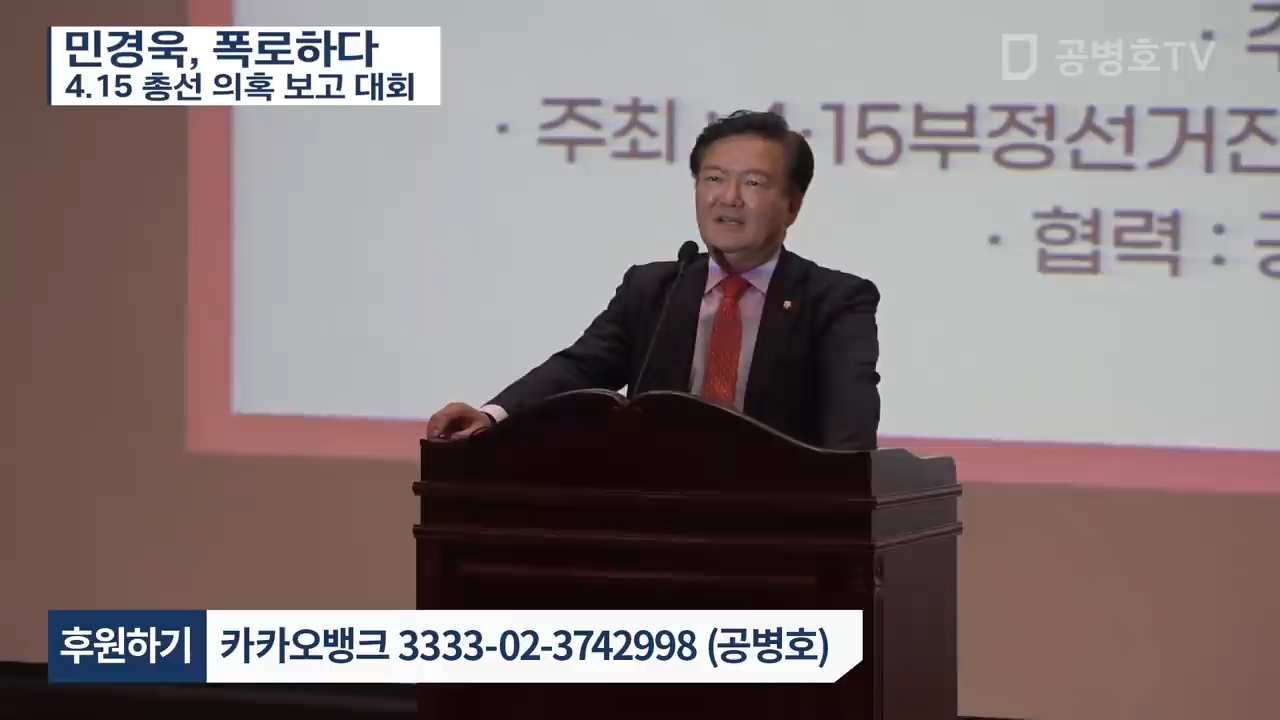 민경욱, 폭로하다
4.15 총선 의혹 보고 대회
공병호TV
· 주최 : 4·15부정선거진
· 협력 :
후원하기
카카오뱅크 3333-02-3742998 (공병호)